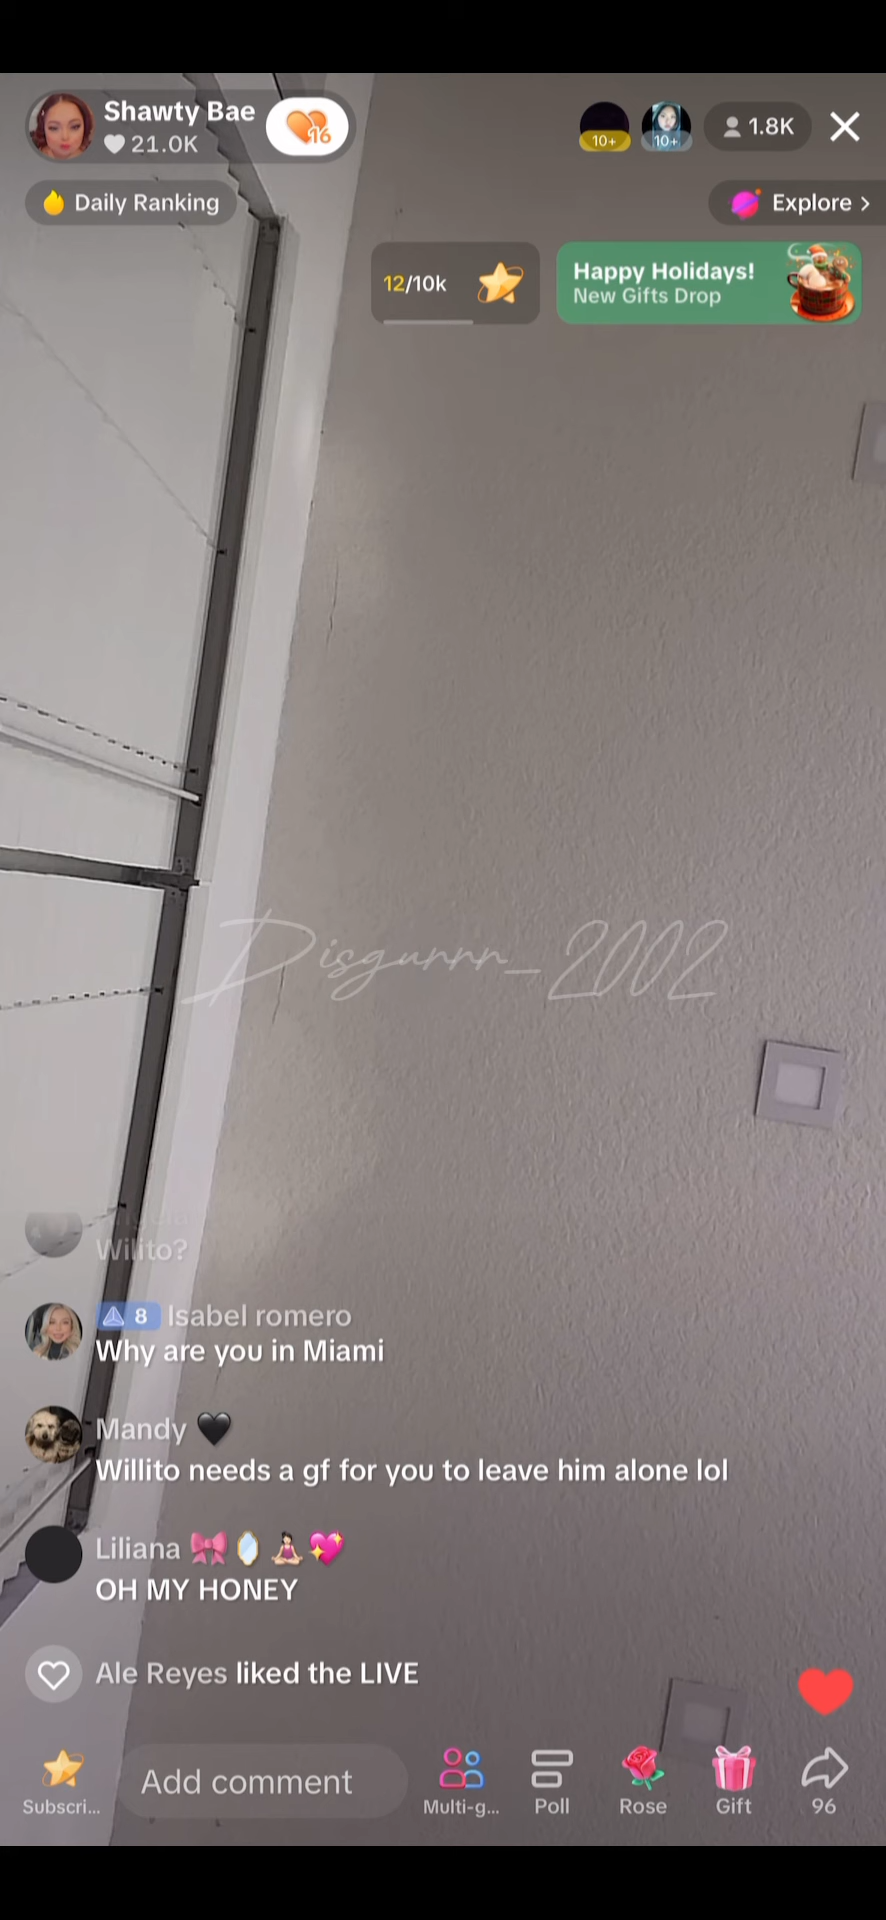 Shawty Bae
21.0K
16
10+
10+
1.8K
Daily Ranking
Explore >
12/10k
Happy Holidays!
New Gifts Drop
Disgunnn_2002
Wilito?
8 Isabel romero
Why are you in Miami
Mandy 🖤
Willito needs a gf for you to leave him alone lol
Liliana 🎀🪞🧘🏻‍♀️💖
OH MY HONEY
Ale Reyes liked the LIVE
Add comment
Subscri...
Multi-g...
Poll
Rose
Gift
96